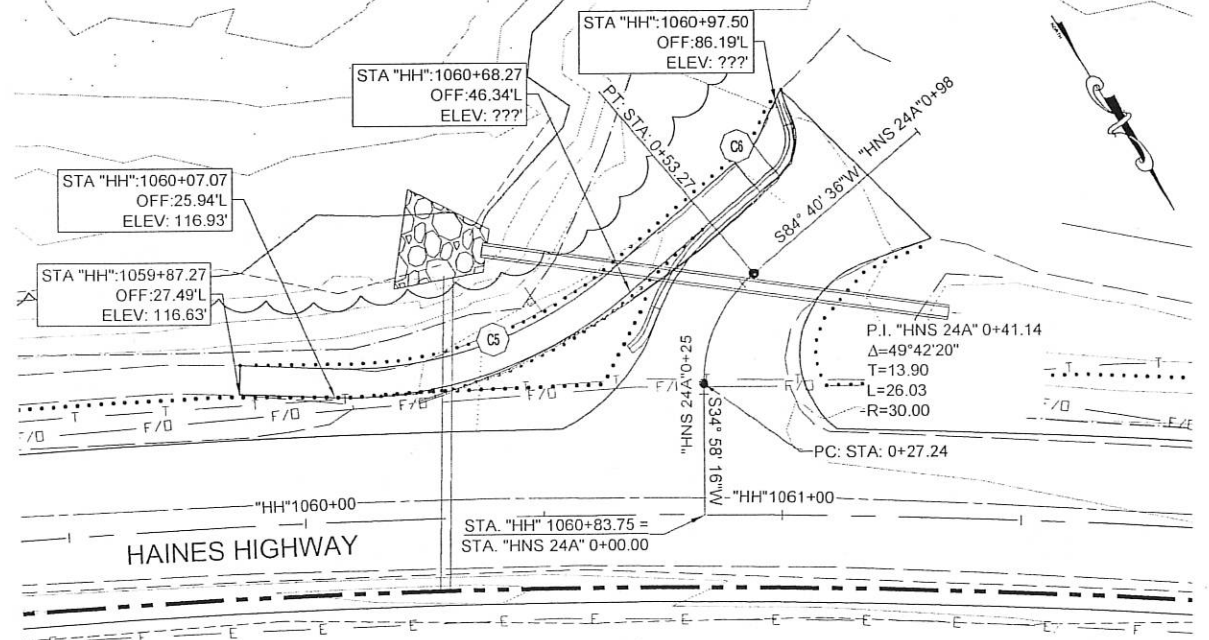 STA "HH":1060+97.50
OFF:86.19'L
ELEV: ???'
STA "HH":1060+68.27
OFF:46.34'L
ELEV: ???'
STA "HH":1060+07.07
OFF:25.94'L
ELEV: 116.93'
STA "HH":1059+87.27
OFF:27.49'L
ELEV: 116.63'
PT: STA: 0+53.27
C6
"HNS 24A" 0+98
S84° 40' 36"W
NORTH
C5
P.I. "HNS 24A" 0+41.14
Δ=49°42'20"
T=13.90
L=26.03
R=30.00
"HNS 24A" 0+25
S34° 58' 16"W
PC: STA: 0+27.24
T T T T T T T T
F/O F/O F/O F/O F/O F/O F/O F/O
"HH"1060+00
"HH"1061+00
STA. "HH" 1060+83.75 =
STA. "HNS 24A" 0+00.00
HAINES HIGHWAY
E E E E E E E E E